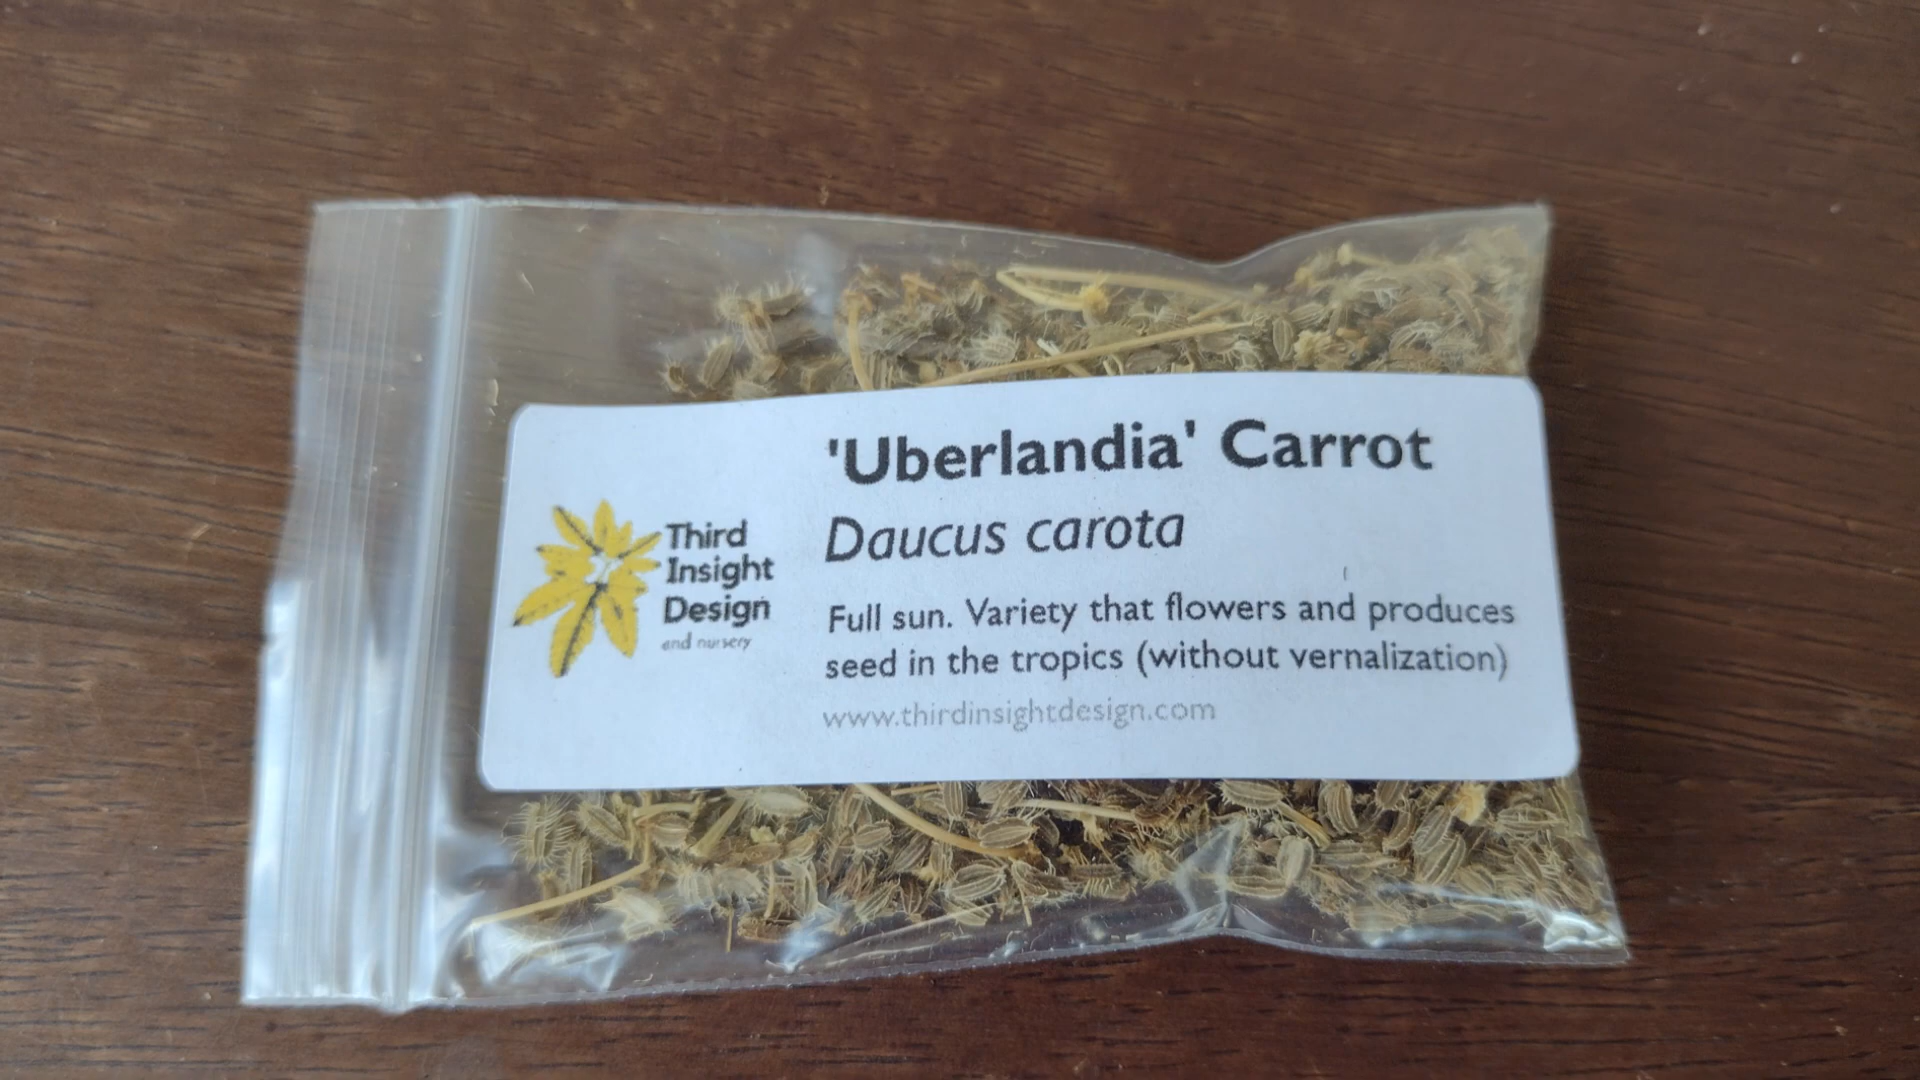 'Uberlandia' Carrot
Daucus carota
Third
Insight
Design
and nursery
Full sun. Variety that flowers and produces
seed in the tropics (without vernalization)
www.thirdinsightdesign.com